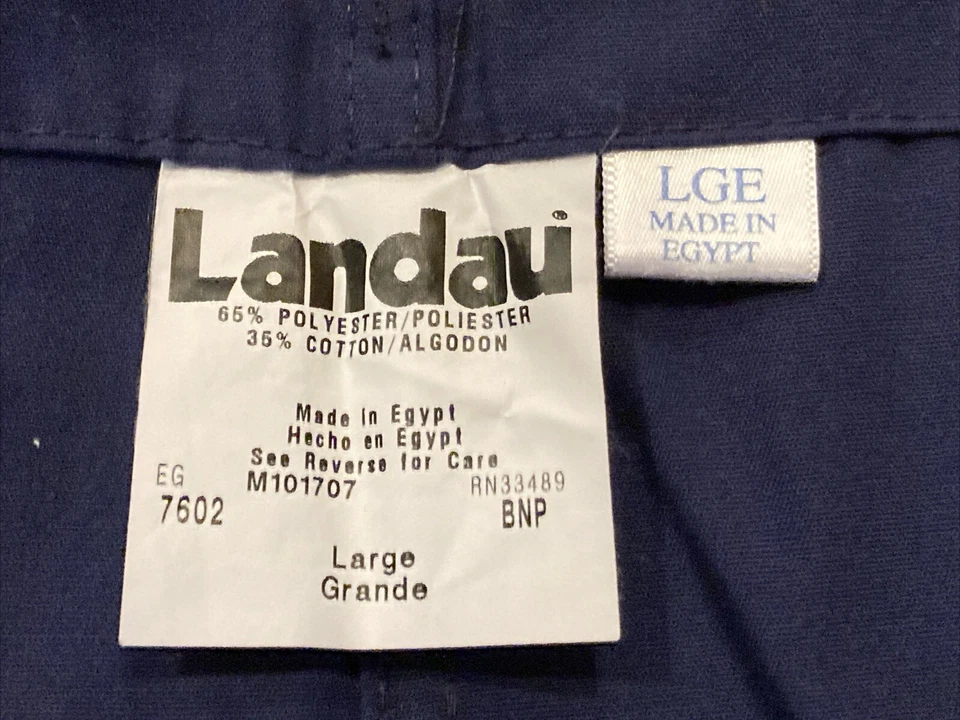 Landau®
65% POLYESTER/POLIESTER
35% COTTON/ALGODON
Made in Egypt
Hecho en Egypt
See Reverse for Care
EG M101707 RN33489
7602 BNP
Large
Grande
LGE
MADE IN
EGYPT